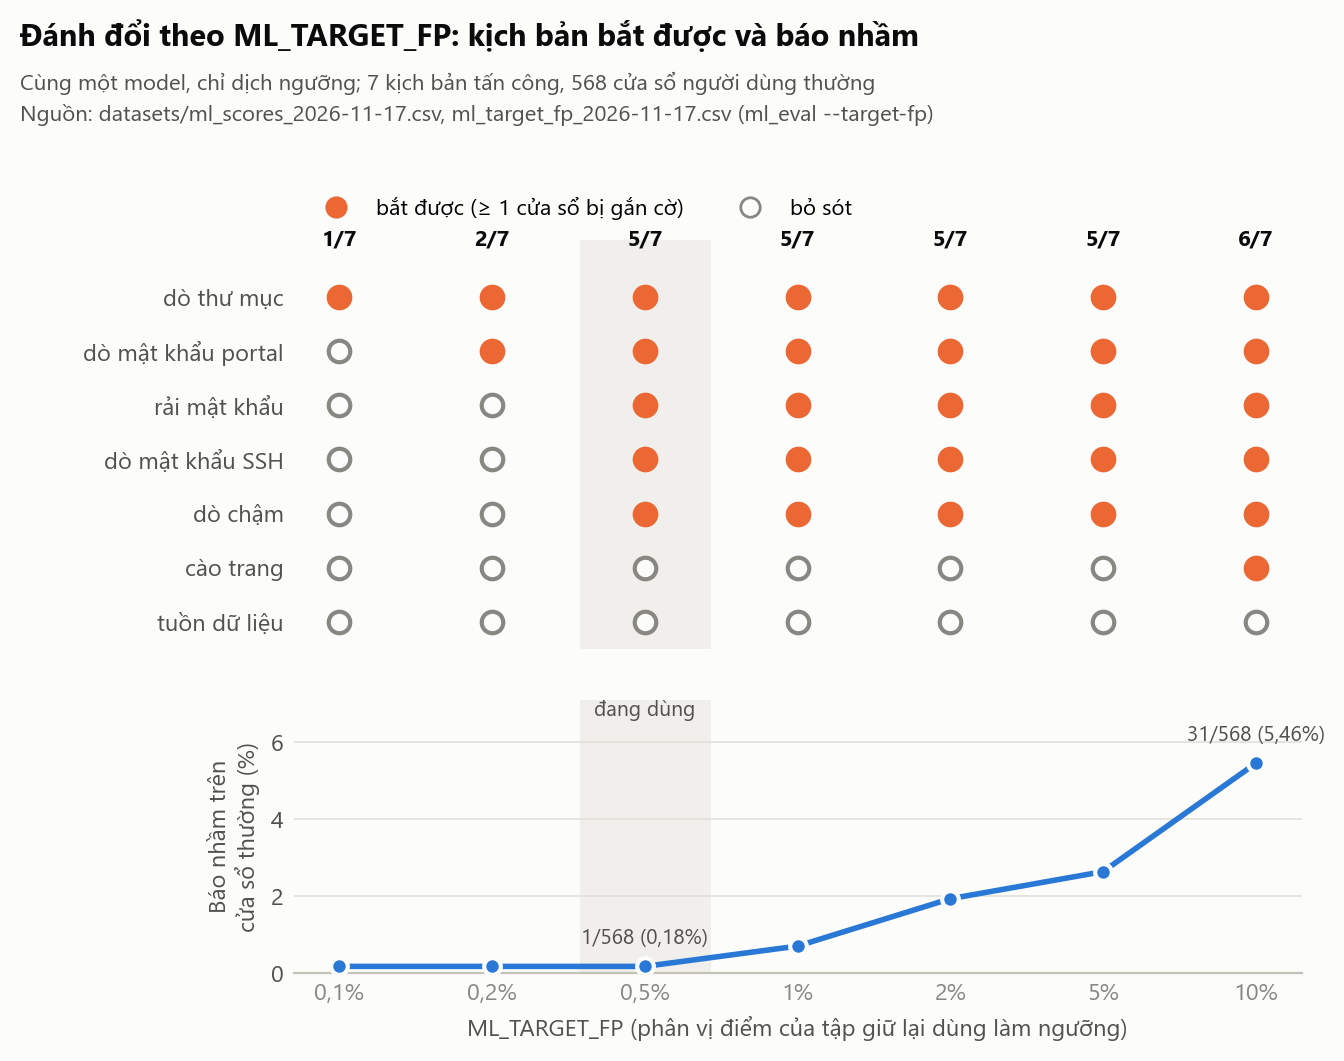 Đánh đổi theo ML_TARGET_FP: kịch bản bắt được và báo nhầm
Cùng một model, chỉ dịch ngưỡng; 7 kịch bản tấn công, 568 cửa sổ người dùng thường
Nguồn: datasets/ml_scores_2026-11-17.csv, ml_target_fp_2026-11-17.csv (ml_eval --target-fp)
bắt được (≥ 1 cửa sổ bị gắn cờ) bỏ sót
1/7 2/7 5/7 5/7 5/7 5/7 6/7
dò thư mục
dò mật khẩu portal
rải mật khẩu
dò mật khẩu SSH
dò chậm
cào trang
tuồn dữ liệu
đang dùng
31/568 (5,46%)
6
4
2
0
Báo nhầm trên
cửa sổ thường (%)
1/568 (0,18%)
0,1% 0,2% 0,5% 1% 2% 5% 10%
ML_TARGET_FP (phân vị điểm của tập giữ lại dùng làm ngưỡng)